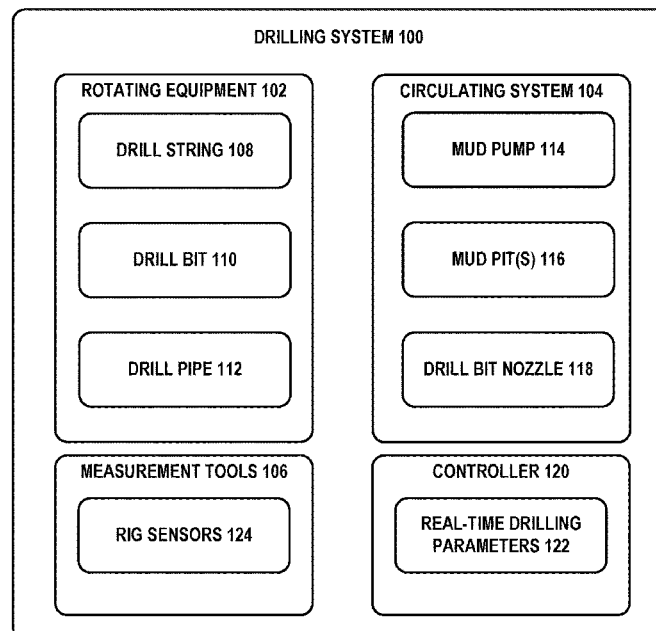 DRILLING SYSTEM 100
ROTATING EQUIPMENT 102
DRILL STRING 108
DRILL BIT 110
DRILL PIPE 112
CIRCULATING SYSTEM 104
MUD PUMP 114
MUD PIT(S) 116
DRILL BIT NOZZLE 118
MEASUREMENT TOOLS 106
RIG SENSORS 124
CONTROLLER 120
REAL-TIME DRILLING
PARAMETERS 122